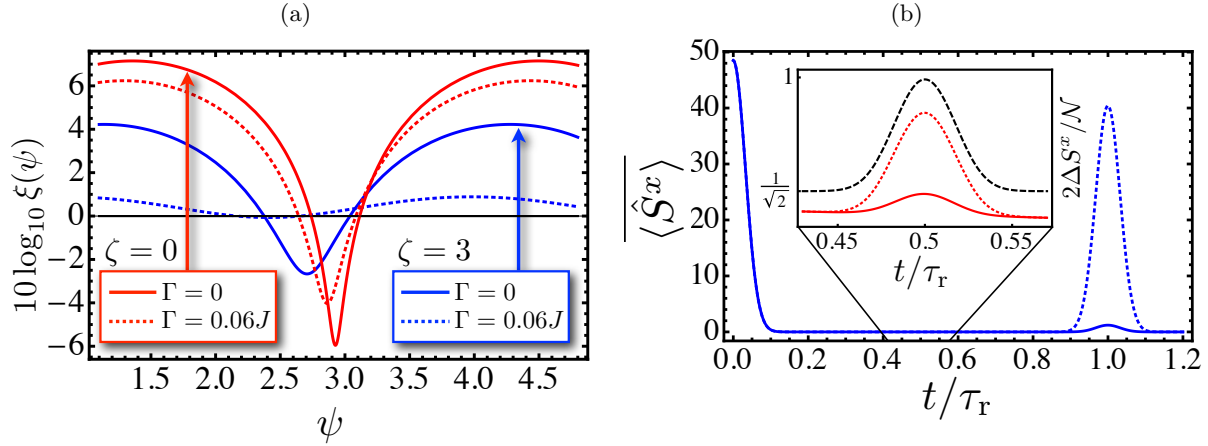 (a)
10 log₁₀ ξ(ψ)
6
4
2
0
−2
−4
−6
ζ = 0
Γ = 0
Γ = 0.06J
ζ = 3
Γ = 0
Γ = 0.06J
1.5 2.0 2.5 3.0 3.5 4.0 4.5
ψ
(b)
⟨Ŝˣ⟩
50
40
30
20
10
0
1
1/√2
0.45 0.5 0.55
t/τᵣ
2ΔSˣ/𝒩
0.0 0.2 0.4 0.6 0.8 1.0 1.2
t/τᵣ